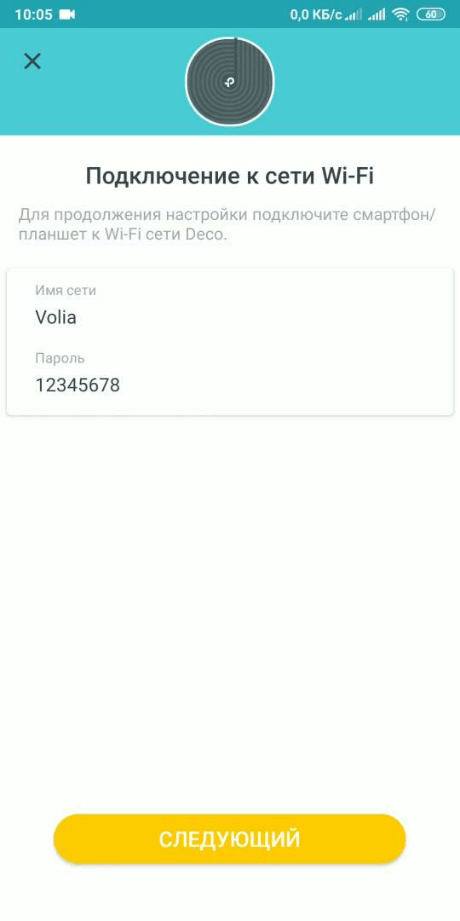 10:05 0,0 КБ/с 60
Подключение к сети Wi-Fi
Для продолжения настройки подключите смартфон/
планшет к Wi-Fi сети Deco.
Имя сети
Volia
Пароль
12345678
СЛЕДУЮЩИЙ